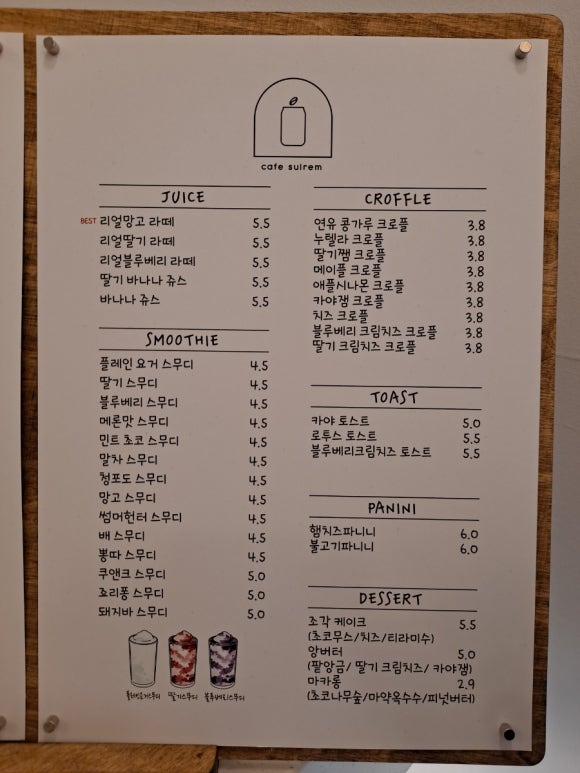 cafe sulrem
JUICE
BEST 리얼망고 라떼 5.5
리얼딸기 라떼 5.5
리얼블루베리 라떼 5.5
딸기 바나나 쥬스 5.5
바나나 쥬스 5.5
SMOOTHIE
플레인 요거 스무디 4.5
딸기 스무디 4.5
블루베리 스무디 4.5
메론맛 스무디 4.5
민트 초코 스무디 4.5
말차 스무디 4.5
청포도 스무디 4.5
망고 스무디 4.5
썸머헌터 스무디 4.5
배 스무디 4.5
뽕따 스무디 4.5
쿠앤크 스무디 5.0
죠리퐁 스무디 5.0
돼지바 스무디 5.0
플레인요거스무디 딸기스무디 블루베리스무디
CROFFLE
연유 콩가루 크로플 3.8
누텔라 크로플 3.8
딸기쨈 크로플 3.8
메이플 크로플 3.8
애플시나몬 크로플 3.8
카야잼 크로플 3.8
치즈 크로플 3.8
블루베리 크림치즈 크로플 3.8
딸기 크림치즈 크로플 3.8
TOAST
카야 토스트 5.0
로투스 토스트 5.5
블루베리크림치즈 토스트 5.5
PANINI
햄치즈파니니 6.0
불고기파니니 6.0
DESSERT
조각 케이크 5.5
(초코무스/치즈/티라미수)
앙버터 5.0
(팥앙금/ 딸기 크림치즈/ 카야잼)
마카롱 2.9
(초코나무숲/마약옥수수/피넛버터)